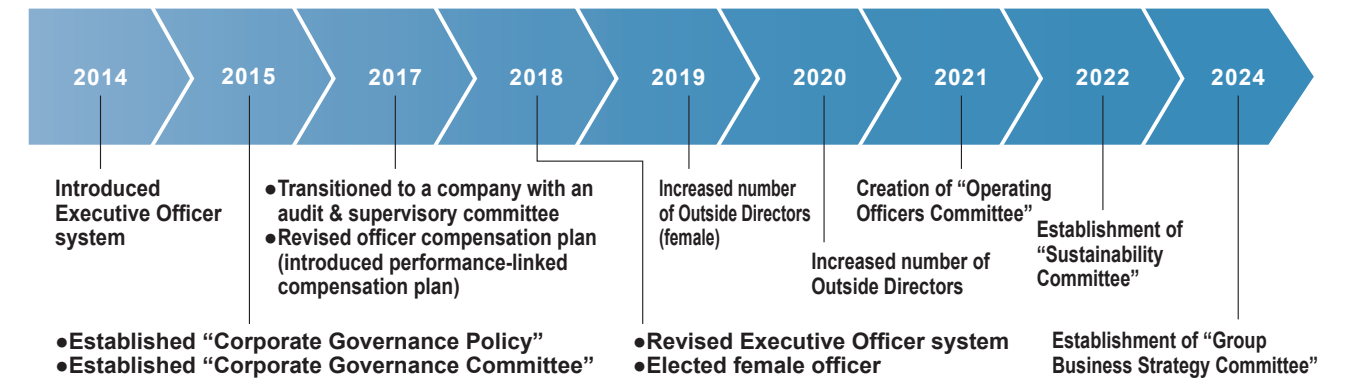 2014
2015
2017
2018
2019
2020
2021
2022
2024
Introduced
Executive Officer
system
●Transitioned to a company with an
audit & supervisory committee
●Revised officer compensation plan
(introduced performance-linked
compensation plan)
Increased number
of Outside Directors
(female)
Increased number of
Outside Directors
Creation of “Operating
Officers Committee”
Establishment of
“Sustainability
Committee”
●Established “Corporate Governance Policy”
●Established “Corporate Governance Committee”
●Revised Executive Officer system
●Elected female officer
Establishment of “Group
Business Strategy Committee”